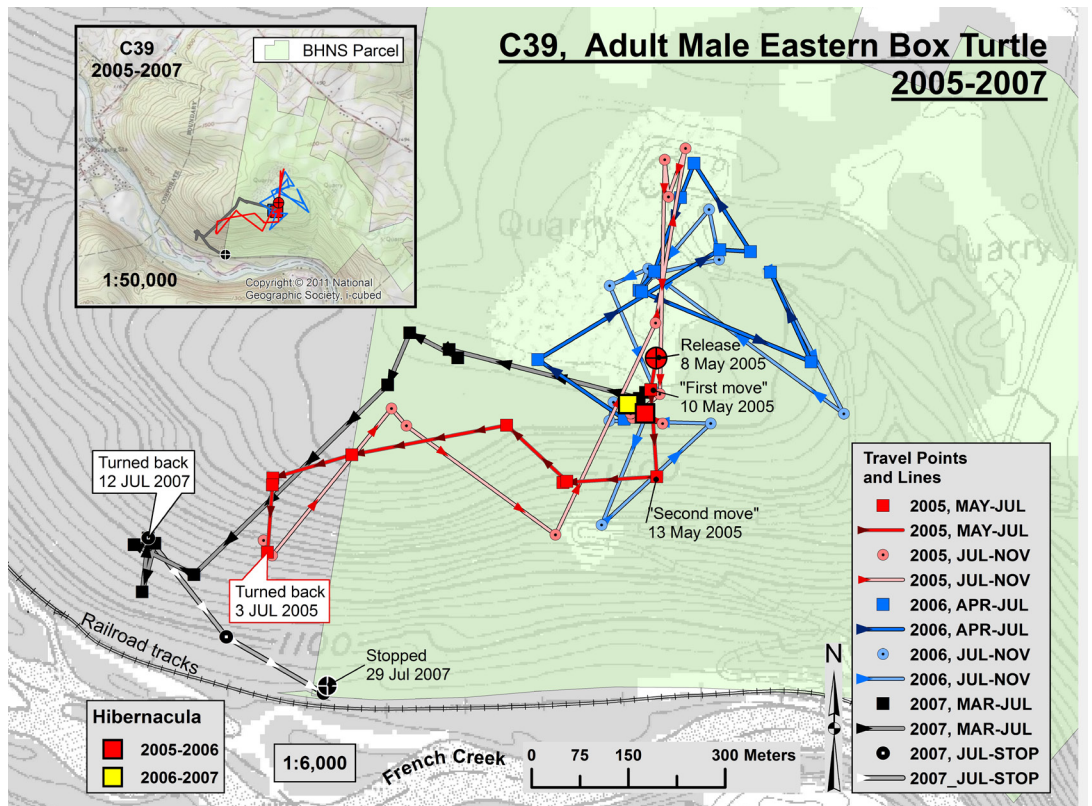 C39, Adult Male Eastern Box Turtle
2005-2007
C39
2005-2007
BHNS Parcel
1:50,000
Copyright © 2011 National
Geographic Society, i-cubed
Quarry
Quarry
Release
8 May 2005
"First move"
10 May 2005
"Second move"
13 May 2005
Turned back
12 JUL 2007
Turned back
3 JUL 2005
Stopped
29 Jul 2007
1100
Railroad tracks
French Creek
Hibernacula
2005-2006
2006-2007
1:6,000
0 75 150 300 Meters
N
Travel Points
and Lines
2005, MAY-JUL
2005, MAY-JUL
2005, JUL-NOV
2005, JUL-NOV
2006, APR-JUL
2006, APR-JUL
2006, JUL-NOV
2006, JUL-NOV
2007, MAR-JUL
2007, MAR-JUL
2007, JUL-STOP
2007_JUL-STOP